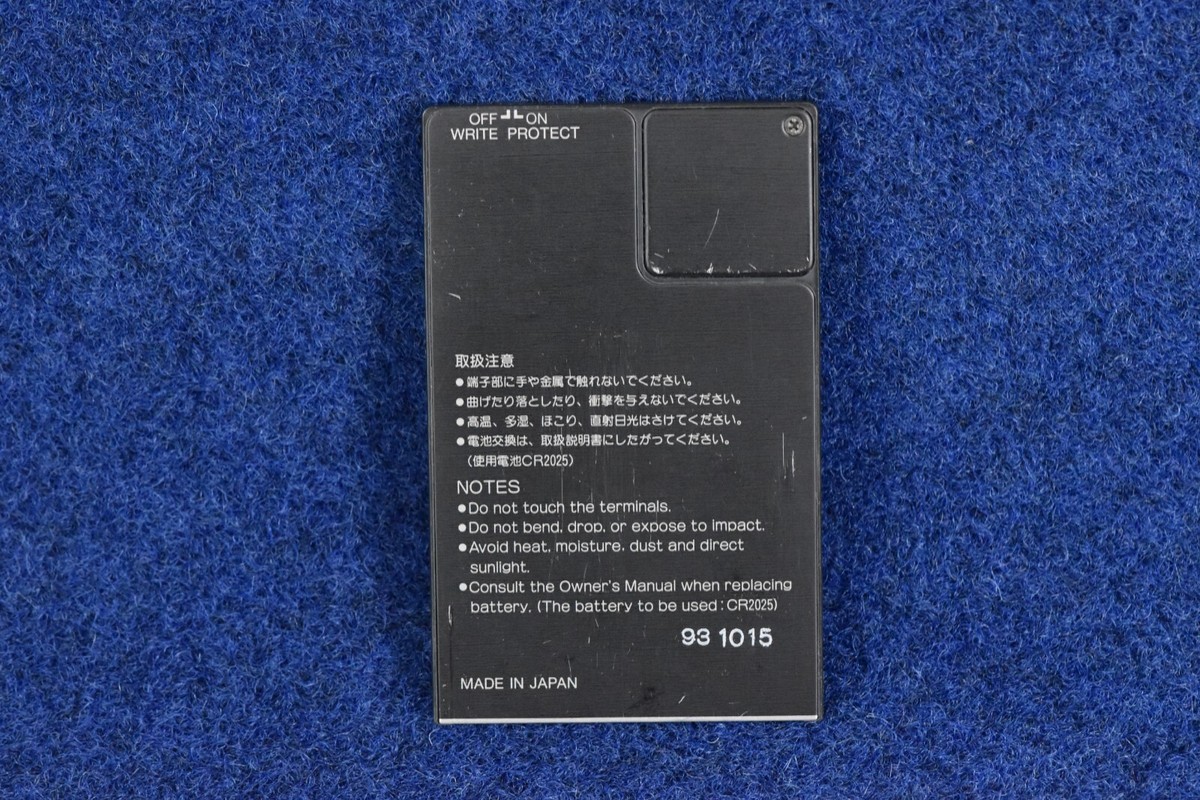 OFF ON
WRITE PROTECT
取扱注意
●端子部に手や金属で触れないでください。
●曲げたり落としたり、衝撃を与えないでください。
●高温、多湿、ほこり、直射日光はさけてください。
●電池交換は、取扱説明書にしたがってください。
(使用電池CR2025)
NOTES
●Do not touch the terminals.
●Do not bend, drop, or expose to impact.
●Avoid heat, moisture, dust and direct
sunlight.
●Consult the Owner's Manual when replacing
battery. (The battery to be used : CR2025)
93 1015
MADE IN JAPAN